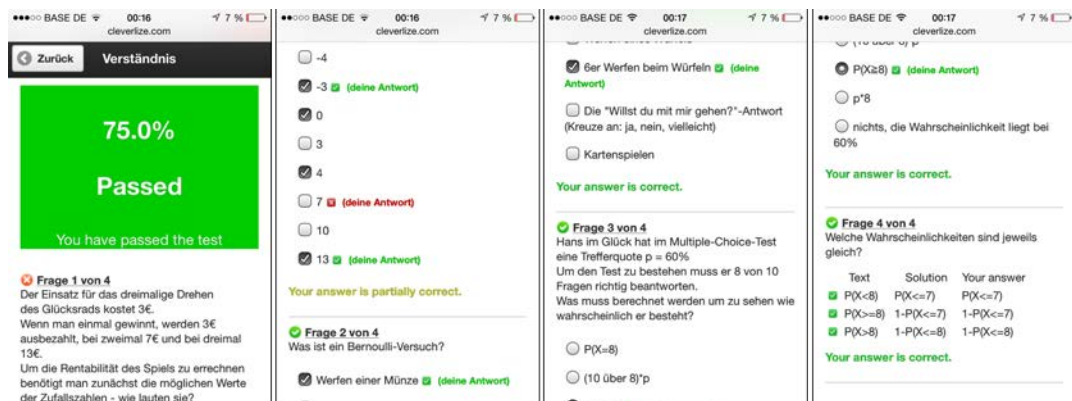 BASE DE 00:16 7 %
cleverlize.com
Zurück Verständnis
75.0%
Passed
You have passed the test
Frage 1 von 4
Der Einsatz für das dreimalige Drehen
des Glücksrads kostet 3€.
Wenn man einmal gewinnt, werden 3€
ausbezahlt, bei zweimal 7€ und bei dreimal
13€.
Um die Rentabilität des Spiels zu errechnen
benötigt man zunächst die möglichen Werte
der Zufallszahlen - wie lauten sie?
BASE DE 00:16 7 %
cleverlize.com
-4
-3 (deine Antwort)
0
3
4
7 (deine Antwort)
10
13 (deine Antwort)
Your answer is partially correct.
Frage 2 von 4
Was ist ein Bernoulli-Versuch?
Werfen einer Münze (deine Antwort)
BASE DE 00:17 7 %
cleverlize.com
6er Werfen beim Würfeln (deine
Antwort)
Die "Willst du mit mir gehen?"-Antwort
(Kreuze an: ja, nein, vielleicht)
Kartenspielen
Your answer is correct.
Frage 3 von 4
Hans im Glück hat im Multiple-Choice-Test
eine Trefferquote p = 60%
Um den Test zu bestehen muss er 8 von 10
Fragen richtig beantworten.
Was muss berechnet werden um zu sehen wie
wahrscheinlich er besteht?
P(X=8)
(10 über 8)*p
BASE DE 00:17 7 %
cleverlize.com
P(X≧8) (deine Antwort)
p*8
nichts, die Wahrscheinlichkeit liegt bei
60%
Your answer is correct.
Frage 4 von 4
Welche Wahrscheinlichkeiten sind jeweils
gleich?
Text Solution Your answer
P(X<8) P(X<=7) P(X<=7)
P(X>=8) 1-P(X<=7) 1-P(X<=7)
P(X>8) 1-P(X<=8) 1-P(X<=8)
Your answer is correct.